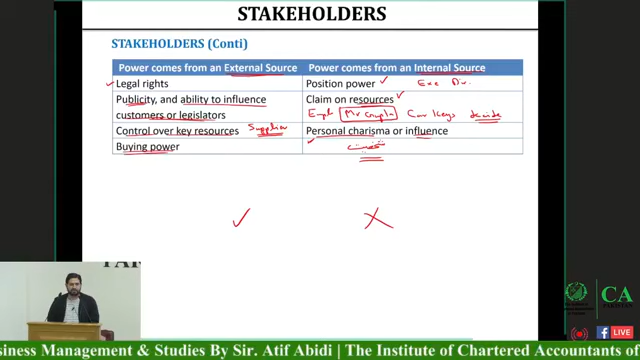 STAKEHOLDERS
STAKEHOLDERS (Conti)
Power comes from an External Source
Power comes from an Internal Source
Legal rights
Position power
Exe Dir.
Publicity, and ability to influence
customers or legislators
Claim on resources
Car Keys decide
Control over key resources Supplier
Personal charisma or influence
Buying power
شخصیت
CA
PAKISTAN
LIVE
siness Management & Studies By Sir. Atif Abidi | The Institute of Chartered Accountants of